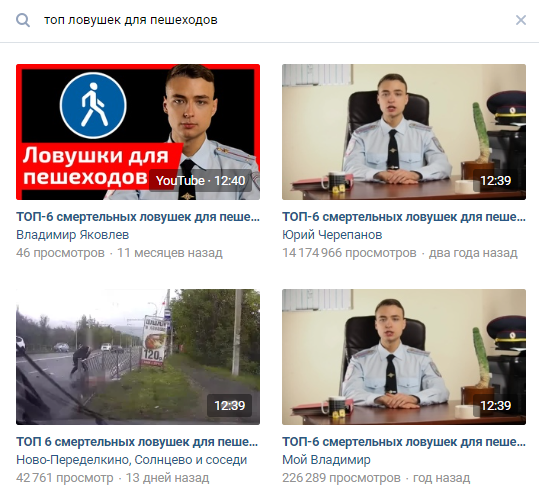 топ ловушек для пешеходов
Ловушки для
пешеходов
YouTube · 12:40
12:39
ТОП-6 смертельных ловушек для пеше...
Владимир Яковлев
46 просмотров · 11 месяцев назад
ТОП-6 смертельных ловушек для пеше...
Юрий Черепанов
14 174 966 просмотров · два года назад
120
12:39
12:39
ТОП 6 смертельных ловушек для пеше...
Ново-Переделкино, Солнцево и соседи
42 761 просмотр · 13 дней назад
ТОП-6 смертельных ловушек для пеше...
Мой Владимир
226 289 просмотров · год назад